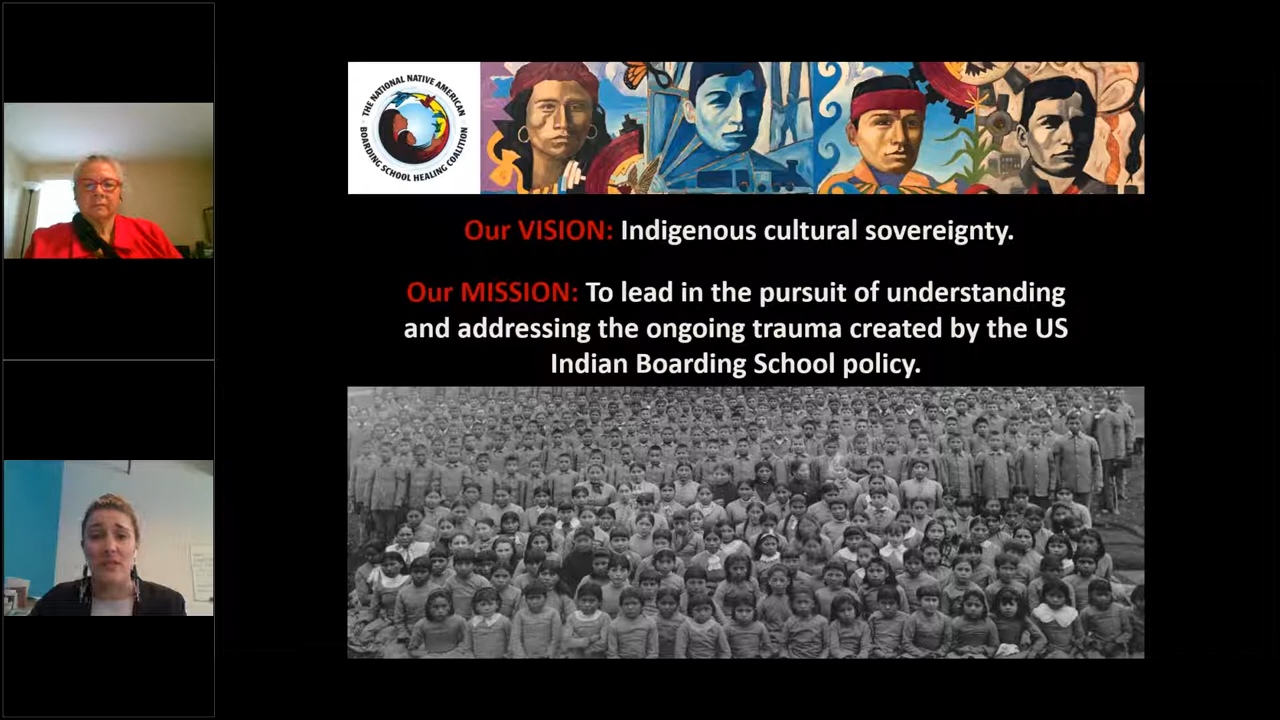 THE NATIONAL NATIVE AMERICAN
BOARDING SCHOOL HEALING COALITION
Our VISION: Indigenous cultural sovereignty.
Our MISSION: To lead in the pursuit of understanding
and addressing the ongoing trauma created by the US
Indian Boarding School policy.